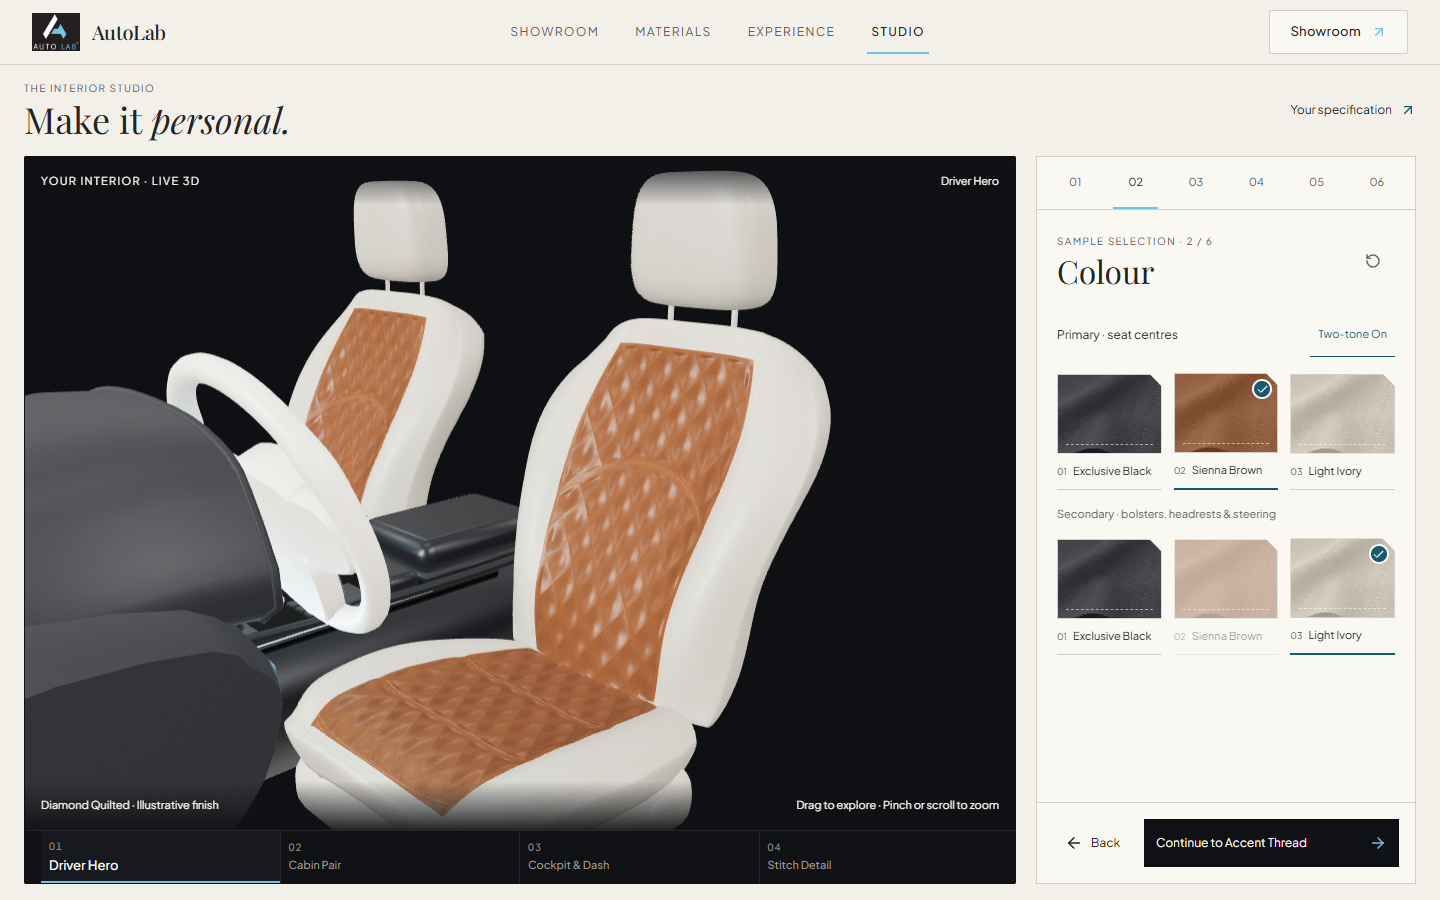 AUTO LAB
AutoLab
SHOWROOM
MATERIALS
EXPERIENCE
STUDIO
Showroom
THE INTERIOR STUDIO
Make it personal.
Your specification
YOUR INTERIOR · LIVE 3D
Driver Hero
Diamond Quilted · Illustrative finish
Drag to explore · Pinch or scroll to zoom
01
Driver Hero
02
Cabin Pair
03
Cockpit & Dash
04
Stitch Detail
01
02
03
04
05
06
SAMPLE SELECTION · 2 / 6
Colour
Primary · seat centres
Two-tone On
01 Exclusive Black
02 Sienna Brown
03 Light Ivory
Secondary · bolsters, headrests & steering
01 Exclusive Black
02 Sienna Brown
03 Light Ivory
Back
Continue to Accent Thread